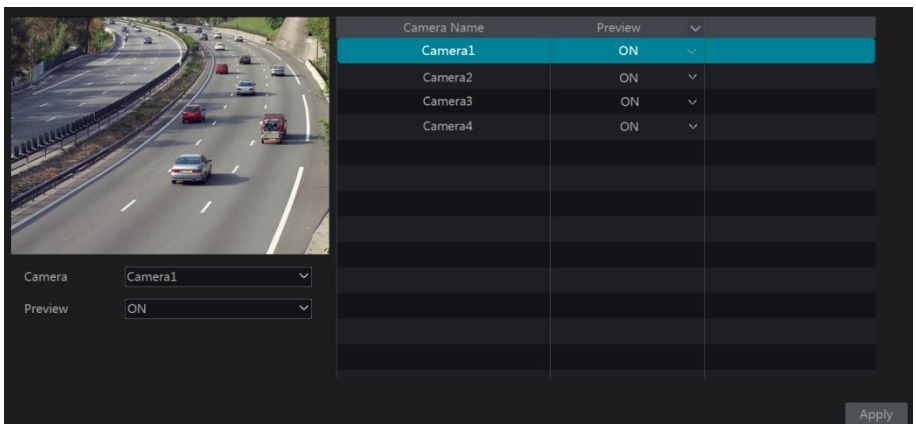 Camera Name Preview
Camera1 ON
Camera2 ON
Camera3 ON
Camera4 ON
Camera Camera1
Preview ON
Apply